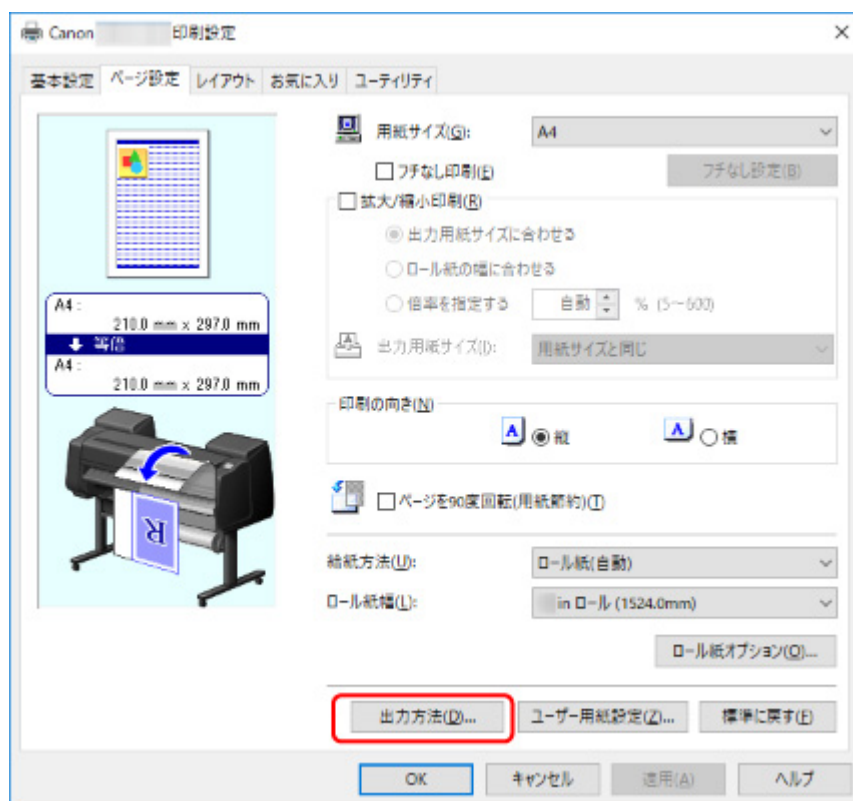 Canon 印刷設定
基本設定 ページ設定 レイアウト お気に入り ユーティリティ
用紙サイズ(G): A4
フチなし印刷(F) フチなし設定(B)
拡大/縮小印刷(R)
出力用紙サイズに合わせる
ロール紙の幅に合わせる
倍率を指定する 自動 % (5～600)
出力用紙サイズ(I): 用紙サイズと同じ
A4 :
210.0 mm x 297.0 mm
等倍
A4 :
210.0 mm x 297.0 mm
印刷の向き(N)
A 縦 A 横
ページを90度回転(用紙節約)(T)
R
給紙方法(U): ロール紙(自動)
ロール紙幅(L): in ロール (1524.0mm)
ロール紙オプション(O)...
出力方法(D)... ユーザー用紙設定(Z)... 標準に戻す(F)
OK キャンセル 適用(A) ヘルプ